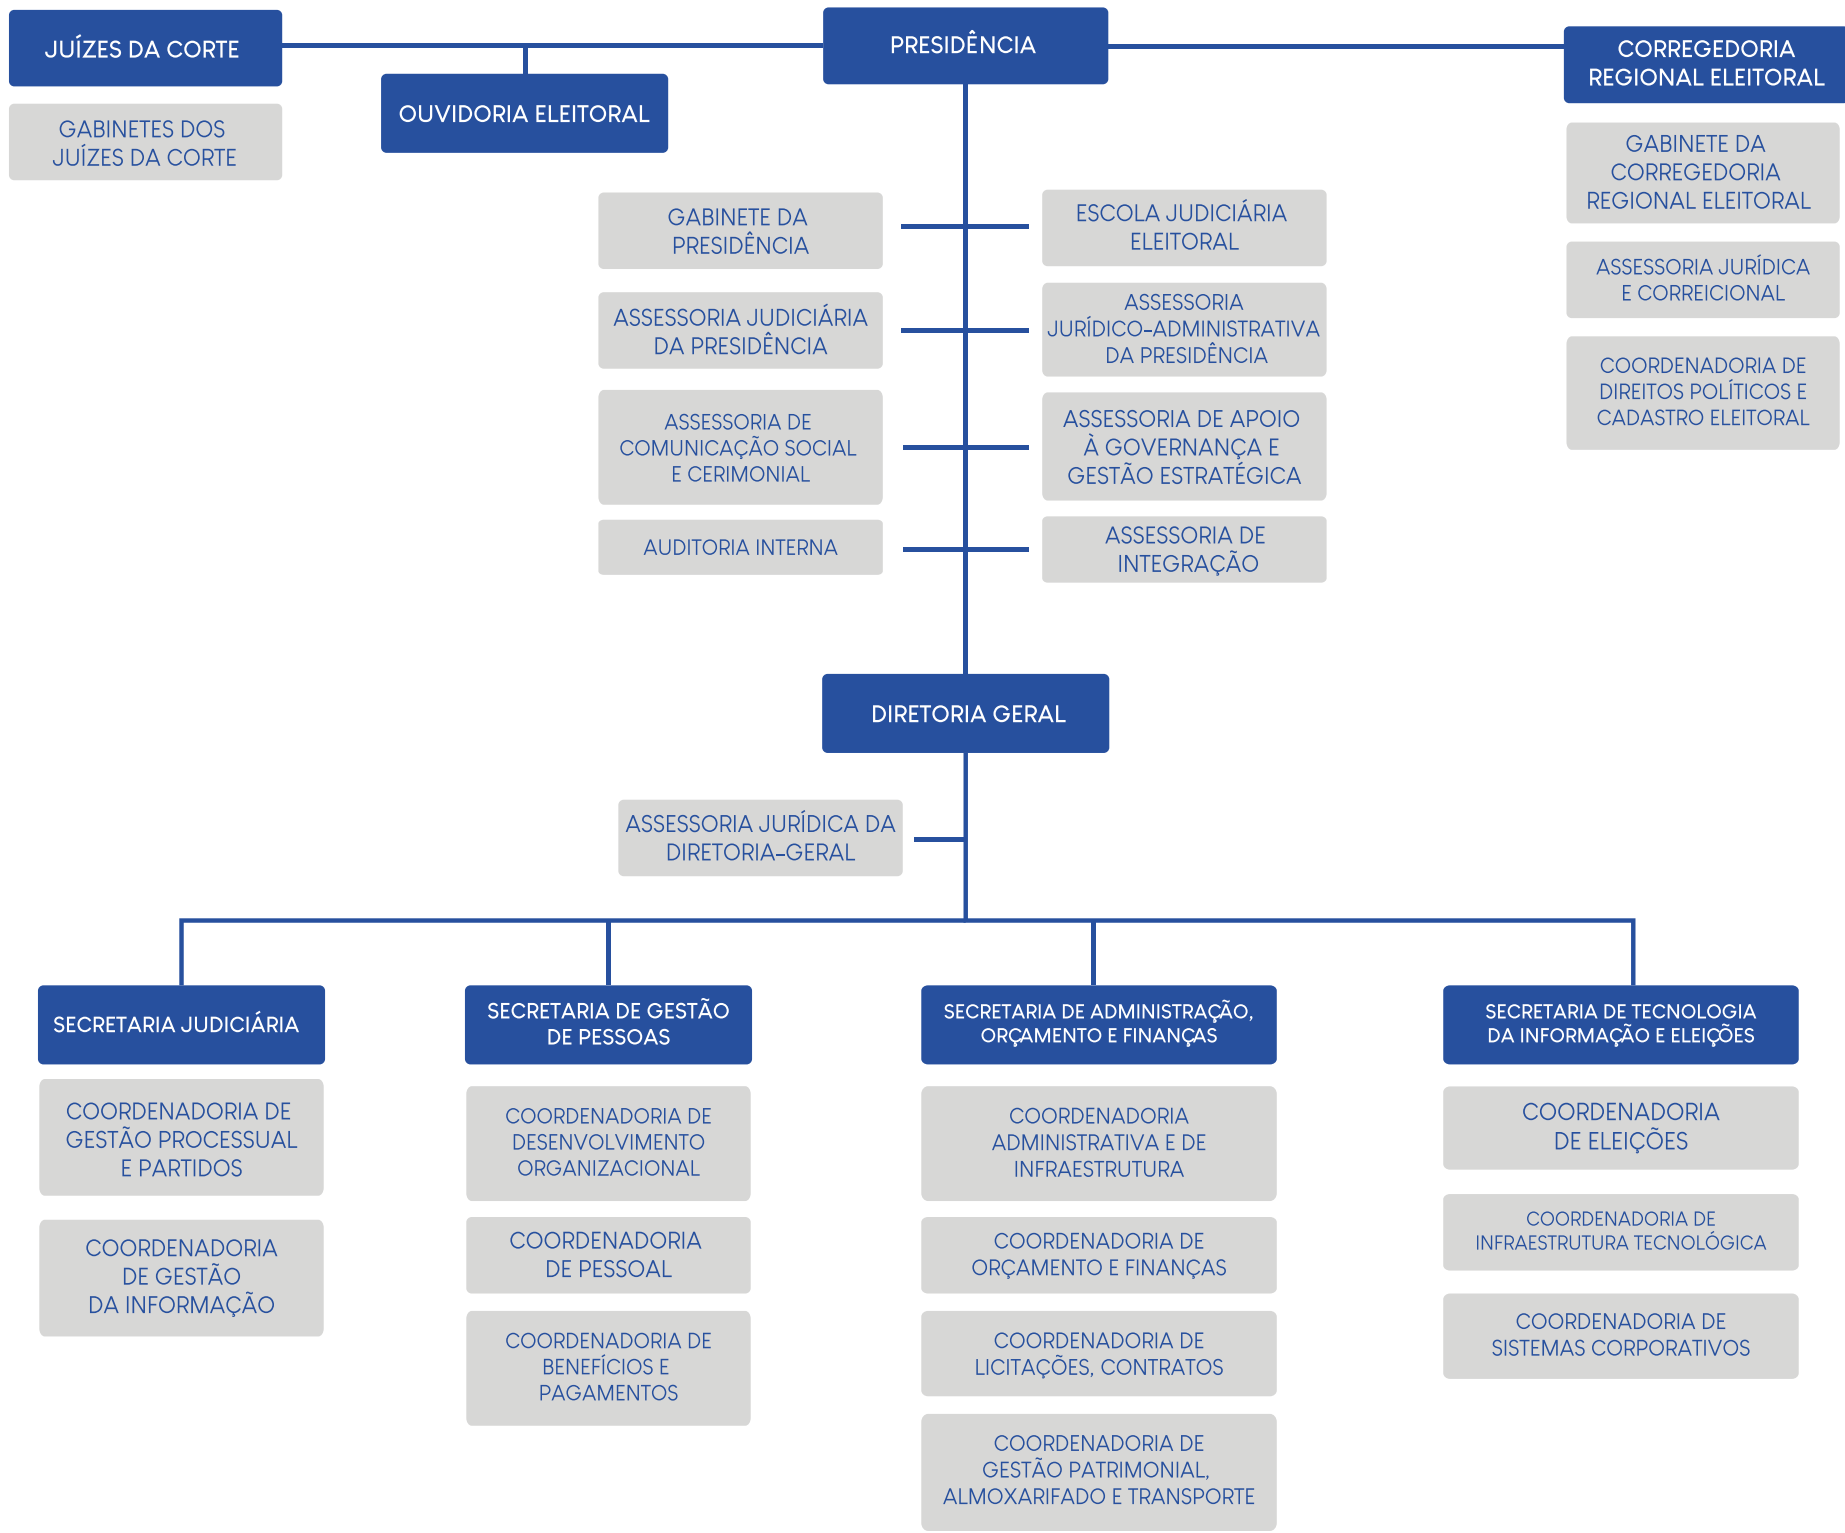 JUÍZES DA CORTE
PRESIDÊNCIA
CORREGEDORIA
REGIONAL ELEITORAL
OUVIDORIA ELEITORAL
GABINETES DOS
JUÍZES DA CORTE
GABINETE DA
PRESIDÊNCIA
ASSESSORIA JUDICIÁRIA
DA PRESIDÊNCIA
ASSESSORIA DE
COMUNICAÇÃO SOCIAL
E CERIMONIAL
AUDITORIA INTERNA
ESCOLA JUDICIÁRIA
ELEITORAL
ASSESSORIA
JURÍDICO-ADMINISTRATIVA
DA PRESIDÊNCIA
ASSESSORIA DE APOIO
À GOVERNANÇA E
GESTÃO ESTRATÉGICA
ASSESSORIA DE
INTEGRAÇÃO
GABINETE DA
CORREGEDORIA
REGIONAL ELEITORAL
ASSESSORIA JURÍDICA
E CORREICIONAL
COORDENADORIA DE
DIREITOS POLÍTICOS E
CADASTRO ELEITORAL
DIRETORIA GERAL
ASSESSORIA JURÍDICA DA
DIRETORIA-GERAL
SECRETARIA JUDICIÁRIA
COORDENADORIA DE
GESTÃO PROCESSUAL
E PARTIDOS
COORDENADORIA
DE GESTÃO
DA INFORMAÇÃO
SECRETARIA DE GESTÃO
DE PESSOAS
COORDENADORIA DE
DESENVOLVIMENTO
ORGANIZACIONAL
COORDENADORIA
DE PESSOAL
COORDENADORIA DE
BENEFÍCIOS E
PAGAMENTOS
SECRETARIA DE ADMINISTRAÇÃO,
ORÇAMENTO E FINANÇAS
COORDENADORIA
ADMINISTRATIVA E DE
INFRAESTRUTURA
COORDENADORIA DE
ORÇAMENTO E FINANÇAS
COORDENADORIA DE
LICITAÇÕES, CONTRATOS
COORDENADORIA DE
GESTÃO PATRIMONIAL,
ALMOXARIFADO E TRANSPORTE
SECRETARIA DE TECNOLOGIA
DA INFORMAÇÃO E ELEIÇÕES
COORDENADORIA
DE ELEIÇÕES
COORDENADORIA DE
INFRAESTRUTURA TECNOLÓGICA
COORDENADORIA DE
SISTEMAS CORPORATIVOS